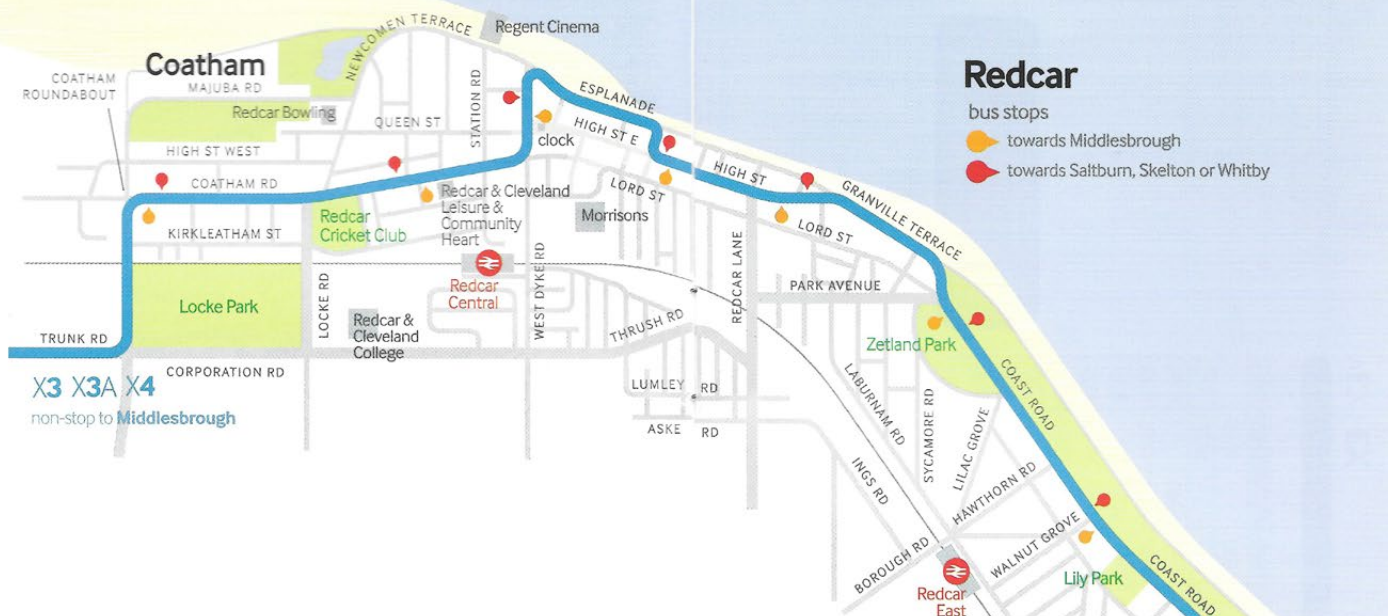 Regent Cinema
NEWCOMEN TERRACE
Coatham
COATHAM
ROUNDABOUT
MAJUBA RD
Redcar Bowling
QUEEN ST
STATION RD
ESPLANADE
HIGH ST E
clock
HIGH ST WEST
COATHAM RD
KIRKLEATHAM ST
Redcar
Cricket Club
Redcar & Cleveland
Leisure &
Community
Heart
LORD ST
Morrisons
HIGH ST
GRANVILLE TERRACE
LORD ST
Redcar
bus stops
towards Middlesbrough
towards Saltburn, Skelton or Whitby
Redcar
Central
WEST DYKE RD
REDCAR LANE
PARK AVENUE
Locke Park
LOCKE RD
Redcar &
Cleveland
College
THRUSH RD
Zetland Park
TRUNK RD
CORPORATION RD
X3 X3A X4
non-stop to Middlesbrough
LUMLEY RD
ASKE RD
LABURNAM RD
SYCAMORE RD
LILAC GROVE
COAST ROAD
INGS RD
HAWTHORN RD
BOROUGH RD
WALNUT GROVE
Redcar
East
Lily Park
COAST ROAD